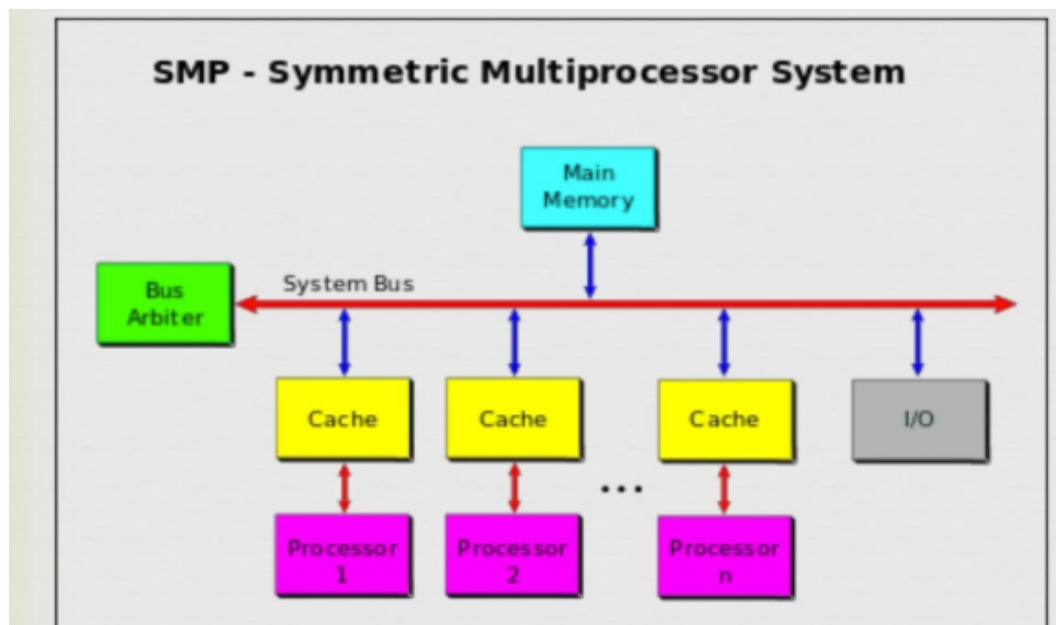 SMP - Symmetric Multiprocessor System
Main
Memory
Bus
Arbiter
System Bus
Cache
Cache
Cache
I/O
...
Processor
1
Processor
2
Processor
n